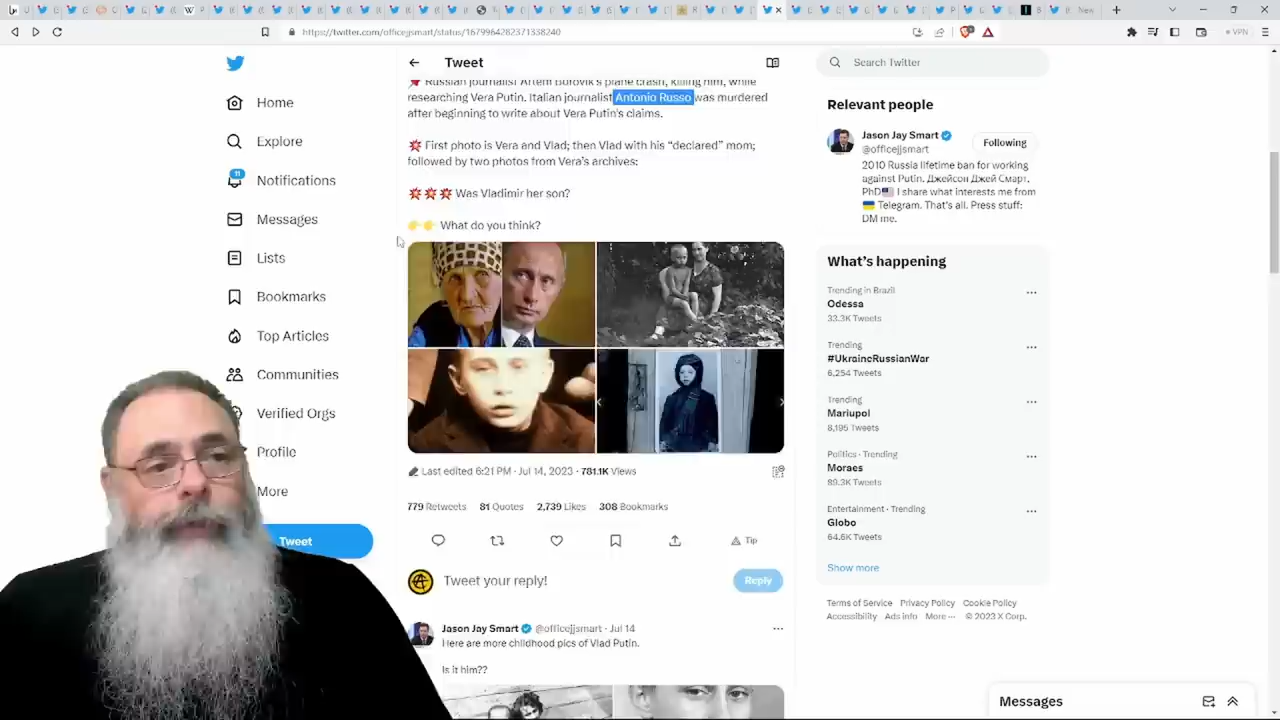 New
https://twitter.com/officejjsmart/status/1679964282371338240
VPN
Home
Explore
11
Notifications
Messages
Lists
Bookmarks
Top Articles
Communities
Verified Orgs
Profile
More
Tweet
Tweet
Russian journalist Artem Borovik's plane crash, killing him, while
researching Vera Putin. Italian journalist Antonio Russo was murdered
after beginning to write about Vera Putin's claims.
💥 First photo is Vera and Vlad; then Vlad with his “declared” mom;
followed by two photos from Vera's archives:
💥💥💥 Was Vladimir her son?
👉👉 What do you think?
Last edited 6:21 PM · Jul 14, 2023 · 781.1K Views
779 Retweets 81 Quotes 2,739 Likes 308 Bookmarks
Tip
Tweet your reply!
Reply
Jason Jay Smart @officejjsmart · Jul 14
Here are more childhood pics of Vlad Putin.
Is it him??
Search Twitter
Relevant people
Jason Jay Smart
@officejjsmart
Following
2010 Russia lifetime ban for working
against Putin. Джейсон Джей Смарт,
PhD🇺🇸 I share what interests me from
🇺🇦 Telegram. That's all. Press stuff:
DM me.
What's happening
Trending in Brazil
Odessa
33.3K Tweets
Trending
#UkraineRussianWar
6,254 Tweets
Trending
Mariupol
8,195 Tweets
Politics · Trending
Moraes
89.3K Tweets
Entertainment · Trending
Globo
64.6K Tweets
Show more
Terms of Service Privacy Policy Cookie Policy
Accessibility Ads info More ··· © 2023 X Corp.
Messages